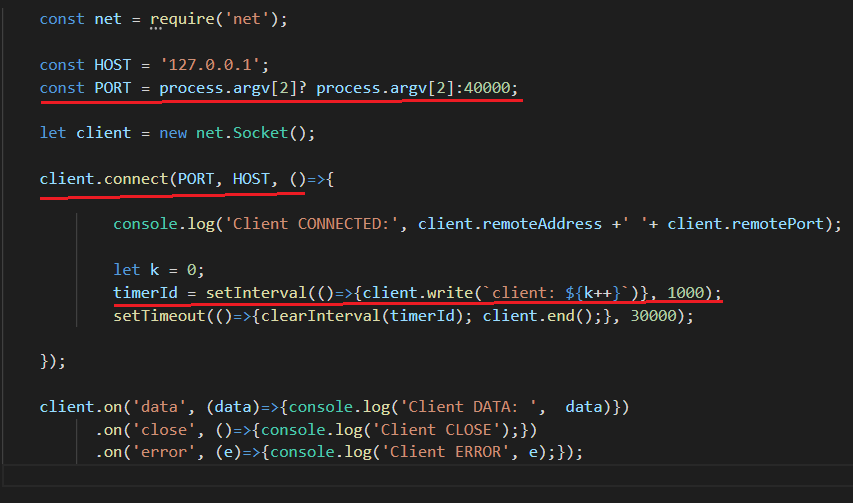 const net = require('net');
const HOST = '127.0.0.1';
const PORT = process.argv[2]? process.argv[2]:40000;
let client = new net.Socket();
client.connect(PORT, HOST, ()=>{
console.log('Client CONNECTED:', client.remoteAddress +' '+ client.remotePort);
let k = 0;
timerId = setInterval(()=>{client.write(`client: ${k++}`)}, 1000);
setTimeout(()=>{clearInterval(timerId); client.end();}, 30000);
});
client.on('data', (data)=>{console.log('Client DATA: ',  data)})
.on('close', ()=>{console.log('Client CLOSE');})
.on('error', (e)=>{console.log('Client ERROR', e);});